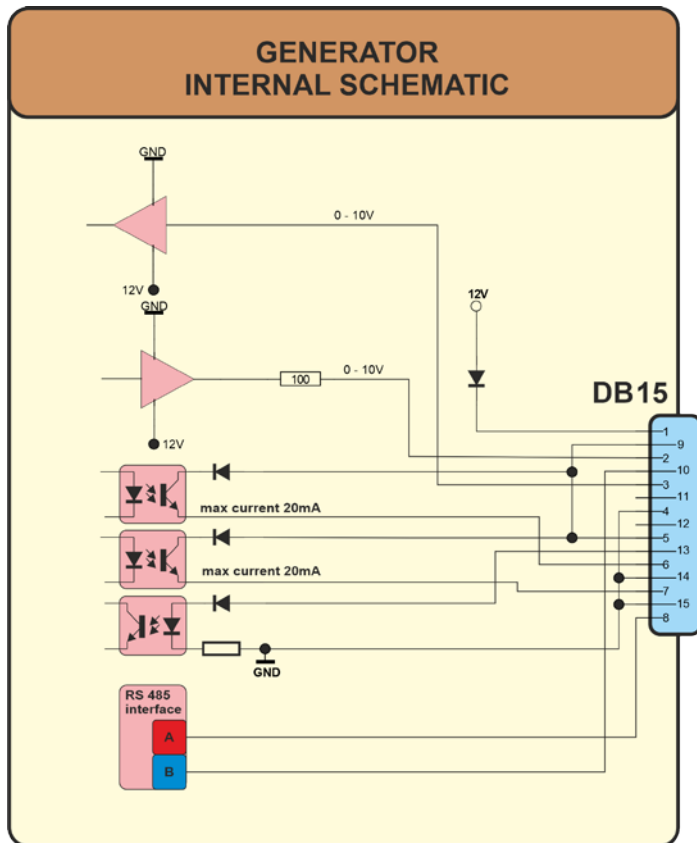 GENERATOR
INTERNAL SCHEMATIC
GND
0 - 10V
12V
GND
12V
100
0 - 10V
DB15
12V
1
9
2
10
3
11
4
12
5
13
6
14
7
15
8
max current 20mA
max current 20mA
GND
RS 485
interface
A
B